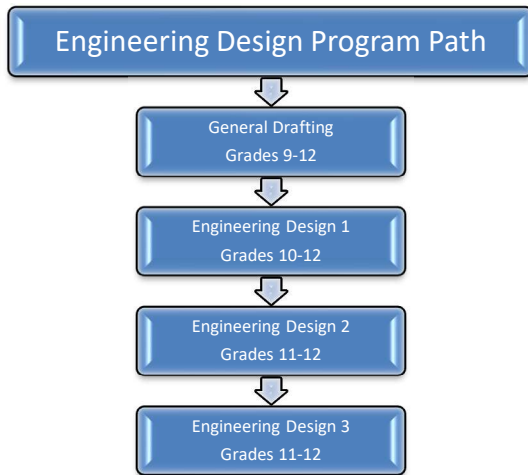 Engineering Design Program Path
General Drafting
Grades 9-12
Engineering Design 1
Grades 10-12
Engineering Design 2
Grades 11-12
Engineering Design 3
Grades 11-12